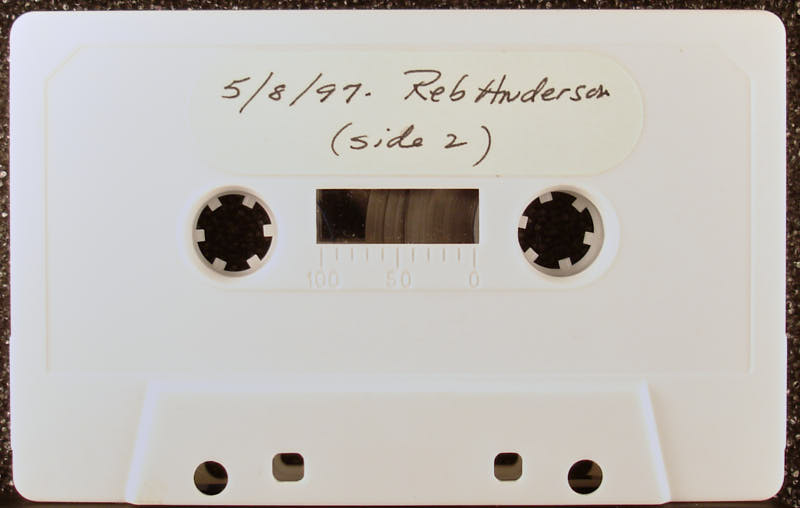 5/8/97. Reb Anderson
(side 2)
100 50 0